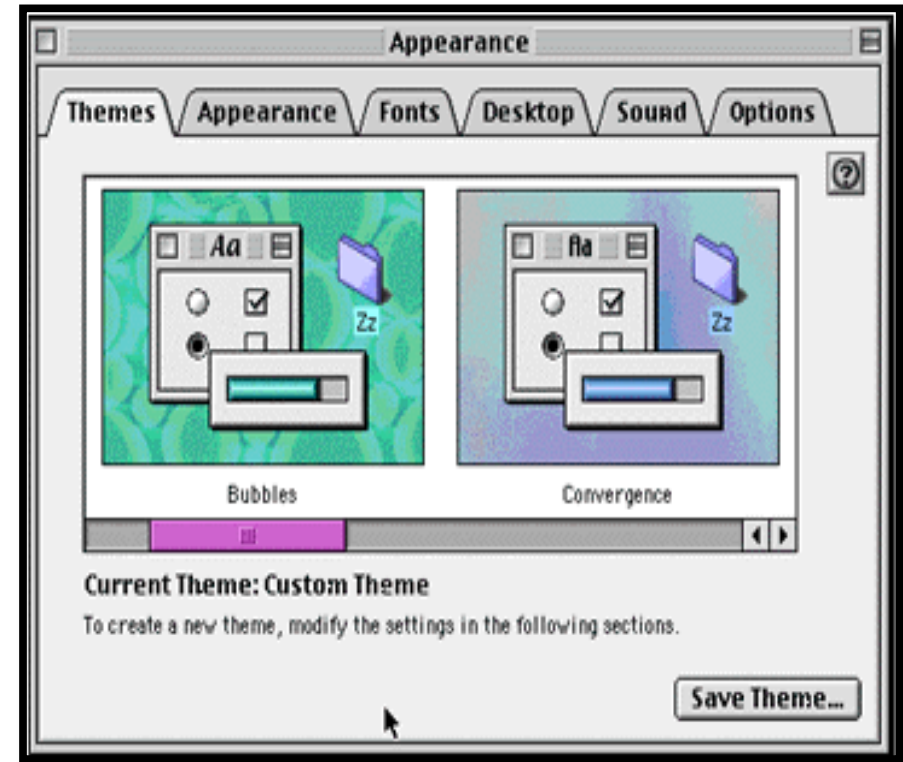 Appearance
Themes Appearance Fonts Desktop Sound Options
?
Aa Aa
Zz Zz
Bubbles Convergence
Current Theme: Custom Theme
To create a new theme, modify the settings in the following sections.
Save Theme...